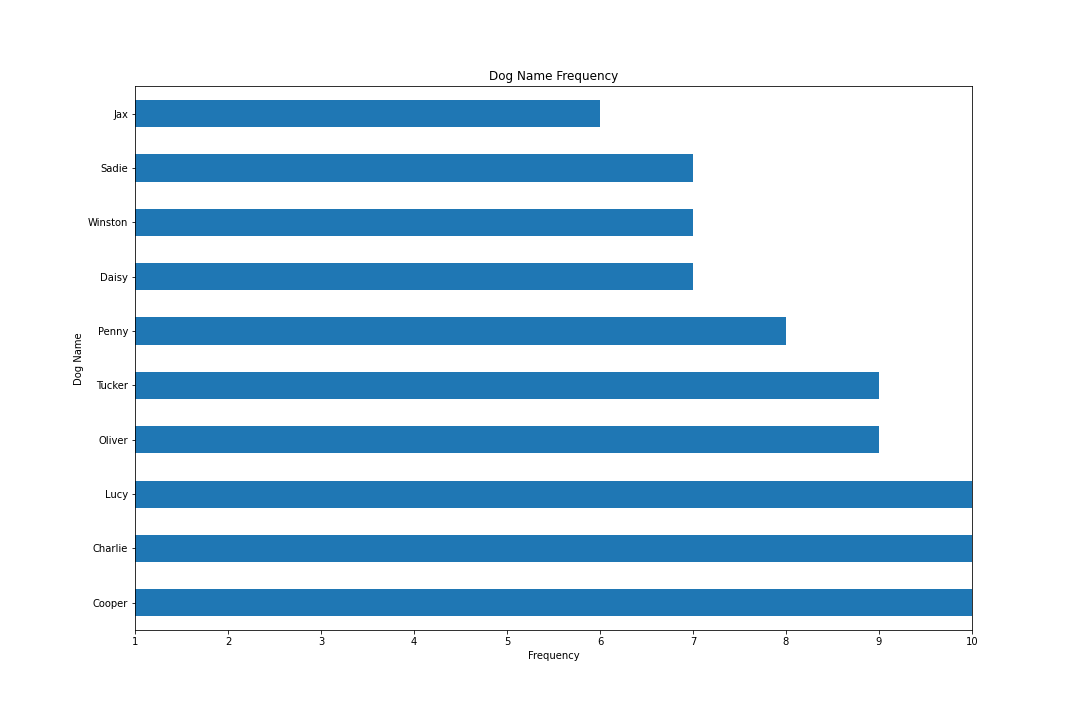 Dog Name Frequency
Jax
Sadie
Winston
Daisy
Penny
Tucker
Oliver
Lucy
Charlie
Cooper
Dog Name
1 2 3 4 5 6 7 8 9 10
Frequency